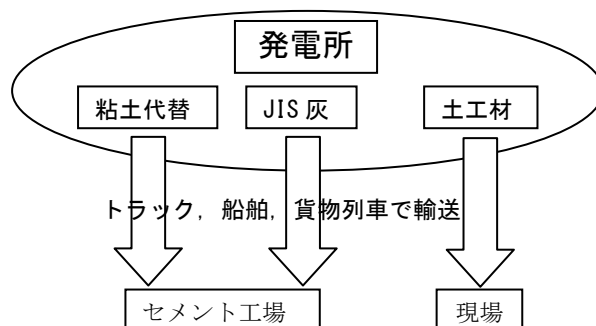 発電所
粘土代替
JIS灰
土工材
トラック，船舶，貨物列車で輸送
セメント工場
現場